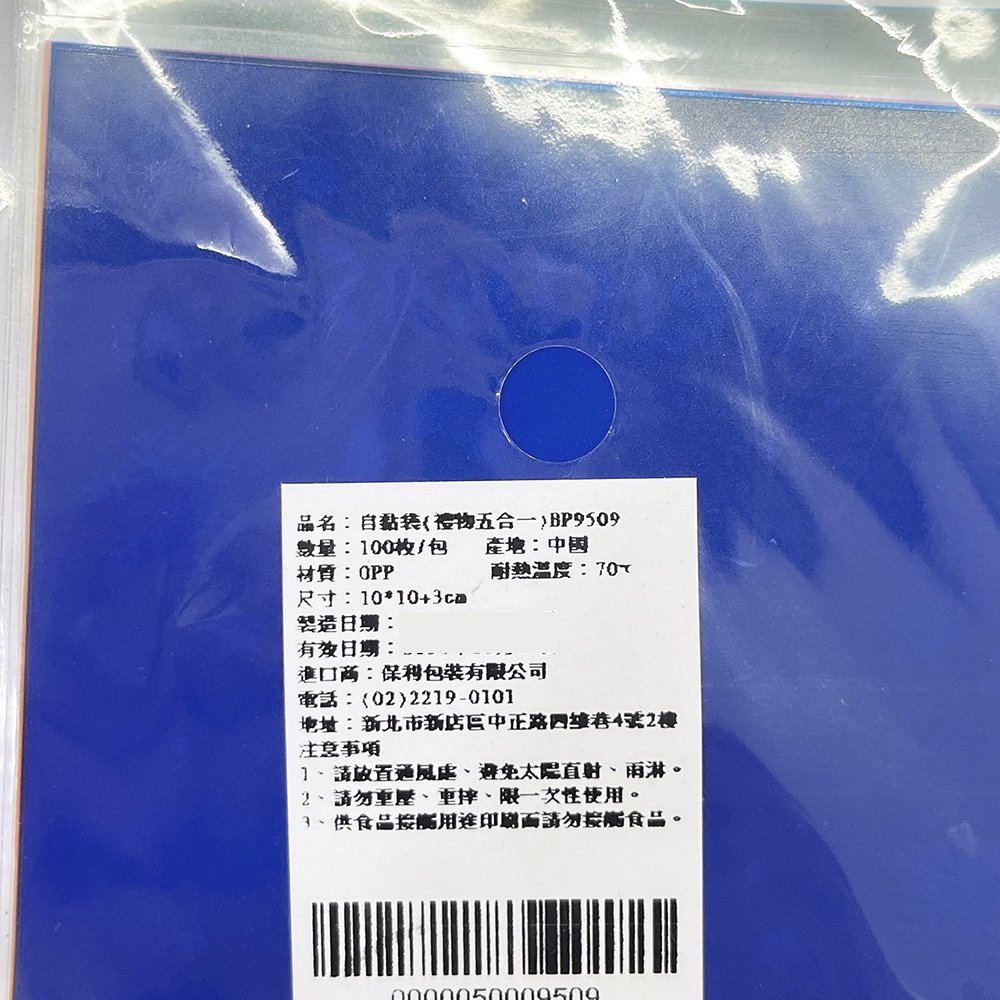 品名：自黏袋(禮物五合一)BP9509
數量：100枚/包 產地：中國
材質：OPP 耐熱溫度：70℃
尺寸：10*10+3cm
製造日期：
有效日期：
進口商：保利包裝有限公司
電話：(02)2219-0101
地址：新北市新店區中正路四維巷4號2樓
注意事項
1、請放置通風處、避免太陽直射、雨淋。
2、請勿重壓、重摔、限一次性使用。
3、供食品接觸用途印刷面請勿接觸食品。
0000050009509